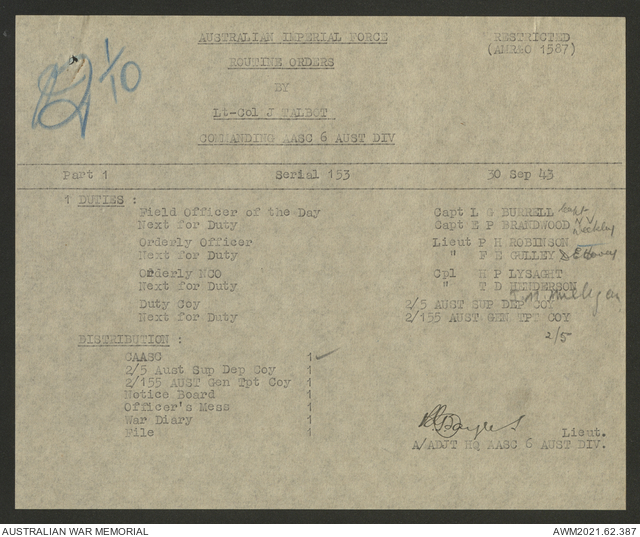 AUSTRALIAN IMPERIAL FORCE
RESTRICTED
(AMR&O 1587)
ROUTINE ORDERS
BY
Lt-Col J TALBOT
COMMANDING AASC 6 AUST DIV
1/10
Part 1 Serial 153 30 Sep 43
1 DUTIES :
Field Officer of the Day Capt L G BURRELL Capt
Next for Duty Capt E P BRANDWOOD
Orderly Officer Lieut P H ROBINSON
Next for Duty " F E GULLEY
Orderly NCO Cpl H P LYSAGHT
Next for Duty " T D HENDERSON
Duty Coy 2/5 AUST SUP DEP COY
Next for Duty 2/155 AUST GEN TPT COY
2/5
DISTRIBUTION :
CAASC 1
2/5 Aust Sup Dep Coy 1
2/155 AUST Gen Tpt Coy 1
Notice Board 1
Officer's Mess 1
War Diary 1
File 1
Lieut.
A/ADJT HQ AASC 6 AUST DIV.
AUSTRALIAN WAR MEMORIAL
AWM2021.62.387